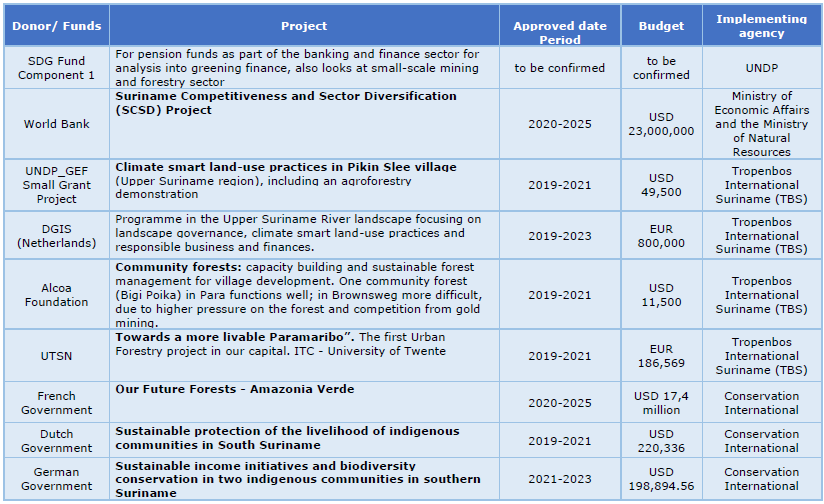 Donor/ Funds
Project
Approved date
Period
Budget
Implementing
agency
SDG Fund
Component 1
For pension funds as part of the banking and finance sector for
analysis into greening finance, also looks at small-scale mining
and forestry sector
to be confirmed
to be
confirmed
UNDP
World Bank
Suriname Competitiveness and Sector Diversification
(SCSD) Project
2020-2025
USD
23,000,000
Ministry of
Economic Affairs
and the Ministry
of Natural
Resources
UNDP_GEF
Small Grant
Project
Climate smart land-use practices in Pikin Slee village
(Upper Suriname region), including an agroforestry
demonstration
2019-2021
USD
49,500
Tropenbos
International
Suriname (TBS)
DGIS
(Netherlands)
Programme in the Upper Suriname River landscape focusing on
landscape governance, climate smart land-use practices and
responsible business and finances.
2019-2023
EUR
800,000
Tropenbos
International
Suriname (TBS)
Alcoa
Foundation
Community forests: capacity building and sustainable forest
management for village development. One community forest
(Bigi Poika) in Para functions well; in Brownsweg more difficult,
due to higher pressure on the forest and competition from gold
mining.
2019-2021
USD
11,500
Tropenbos
International
Suriname (TBS)
UTSN
Towards a more livable Paramaribo”. The first Urban
Forestry project in our capital. ITC - University of Twente
2019-2021
EUR
186,569
Tropenbos
International
Suriname (TBS)
French
Government
Our Future Forests - Amazonia Verde
2020-2025
USD 17,4
million
Conservation
International
Dutch
Government
Sustainable protection of the livelihood of indigenous
communities in South Suriname
2019-2021
USD
220,336
Conservation
International
German
Government
Sustainable income initiatives and biodiversity
conservation in two indigenous communities in southern
Suriname
2021-2023
USD
198,894.56
Conservation
International